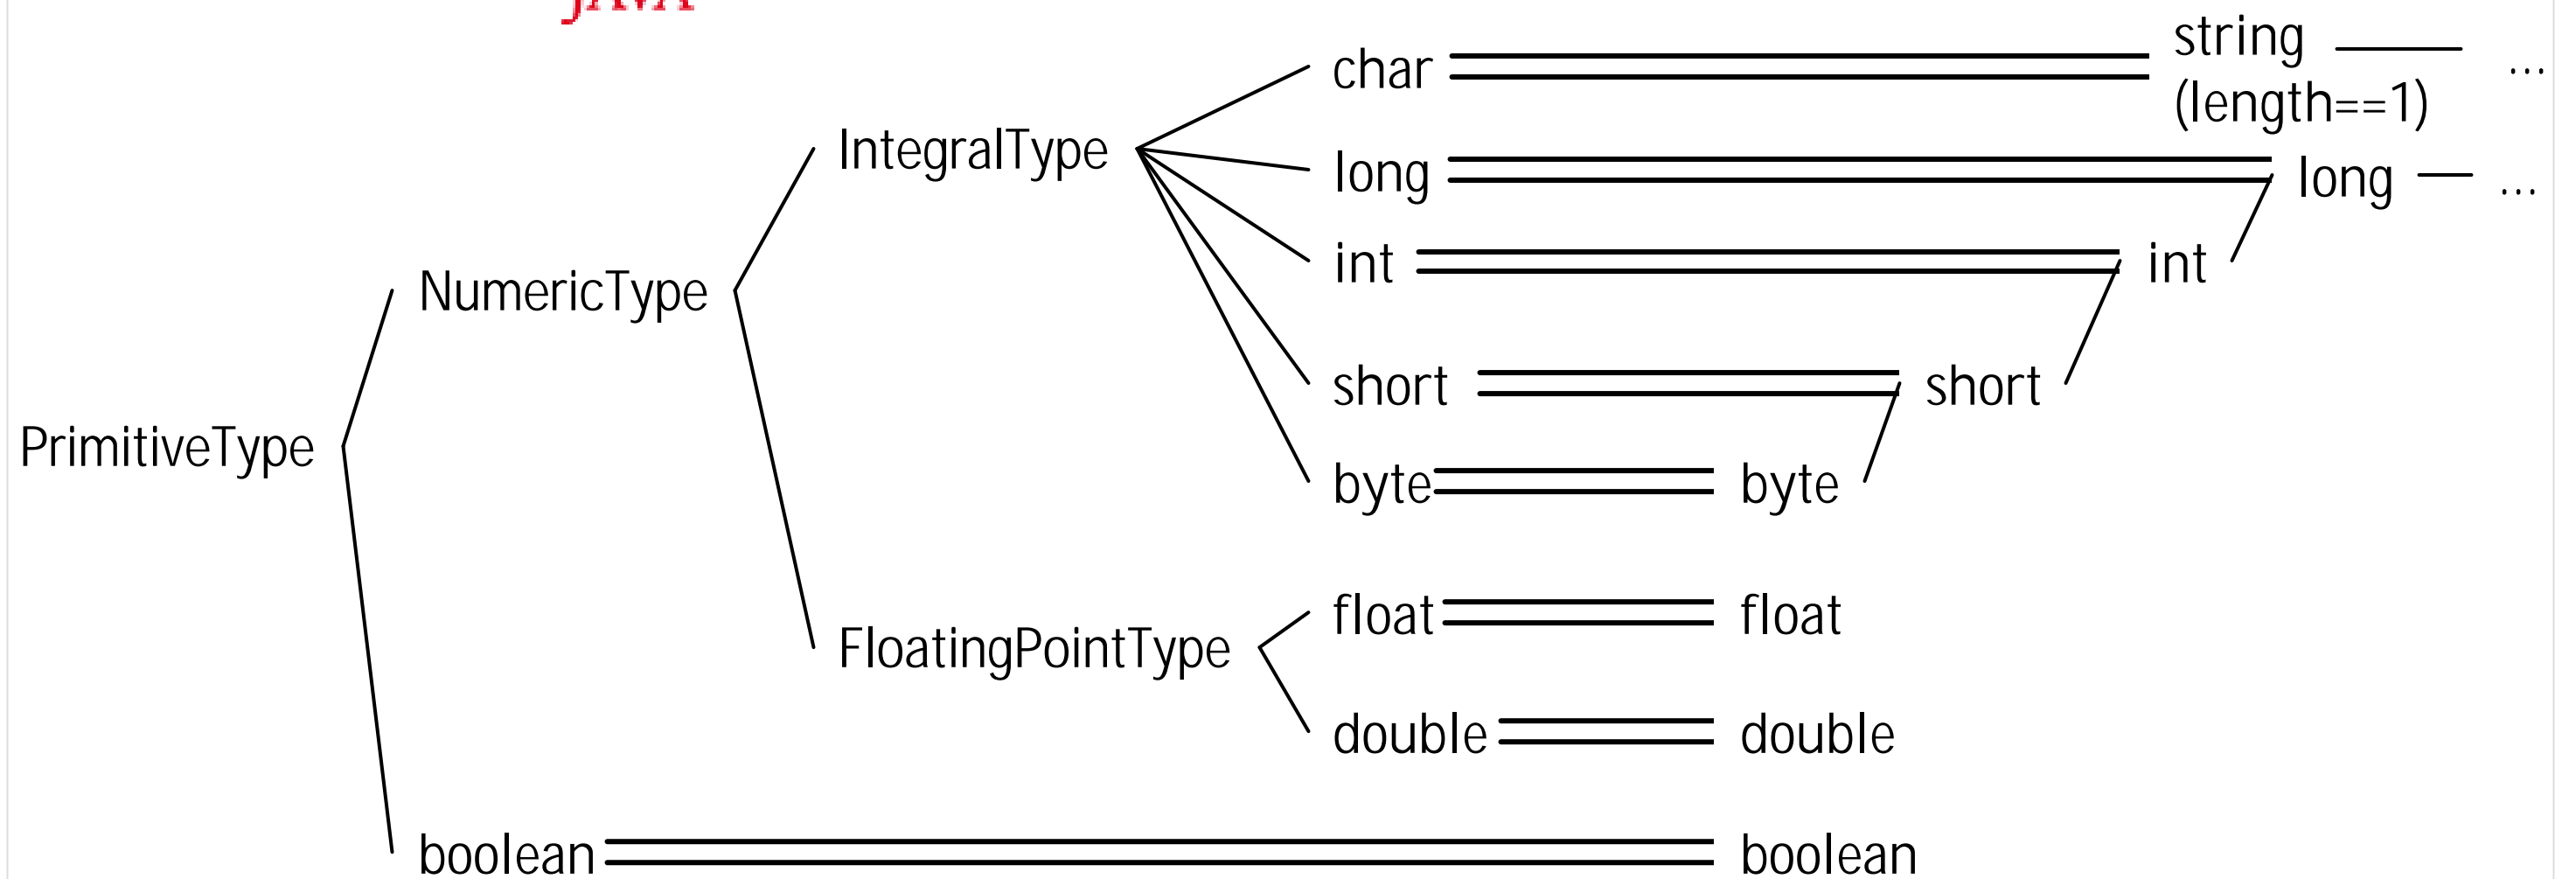 JAVA
string
...
char
(length==1)
IntegralType
long
long
...
int
int
NumericType
short
short
PrimitiveType
byte
byte
float
float
FloatingPointType
double
double
boolean
boolean